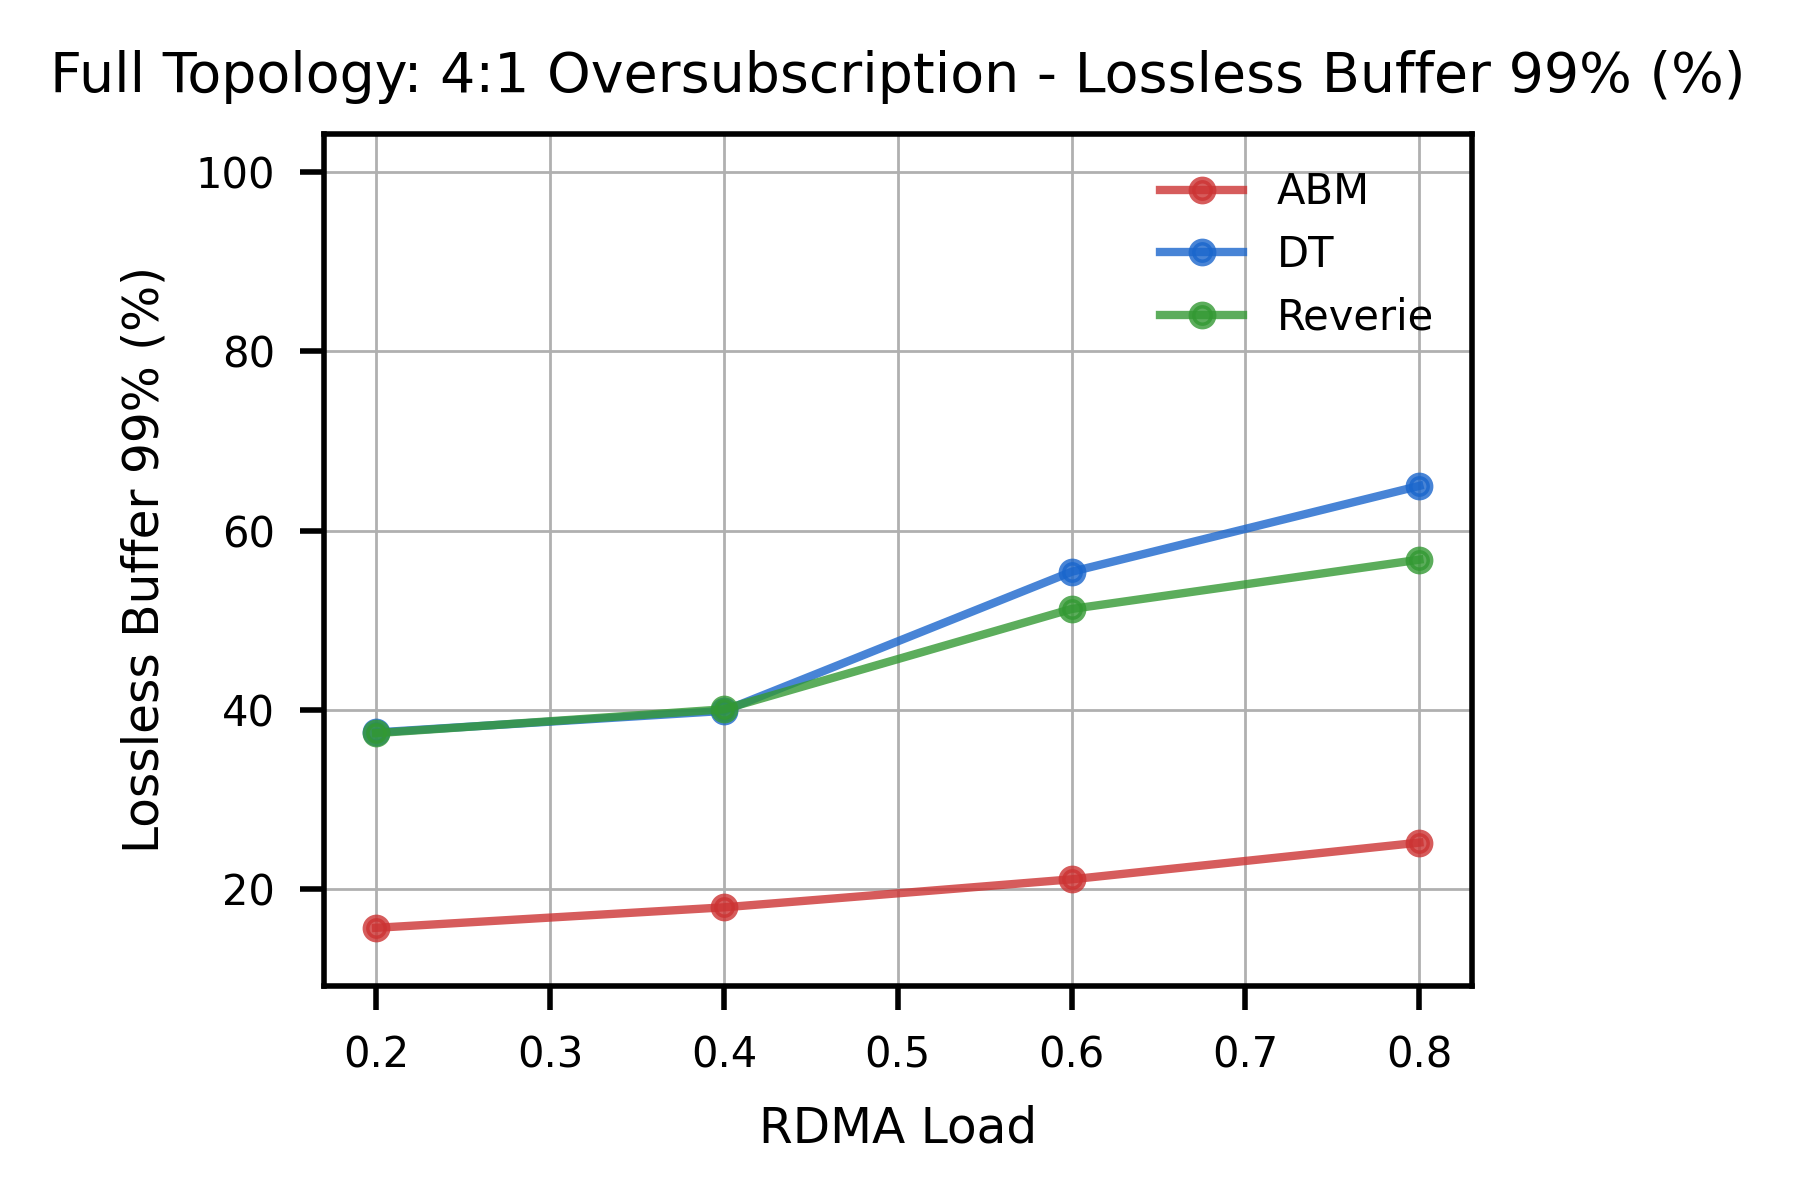 Full Topology: 4:1 Oversubscription - Lossless Buffer 99% (%)
Lossless Buffer 99% (%)
100
80
60
40
20
ABM
DT
Reverie
0.2 0.3 0.4 0.5 0.6 0.7 0.8
RDMA Load